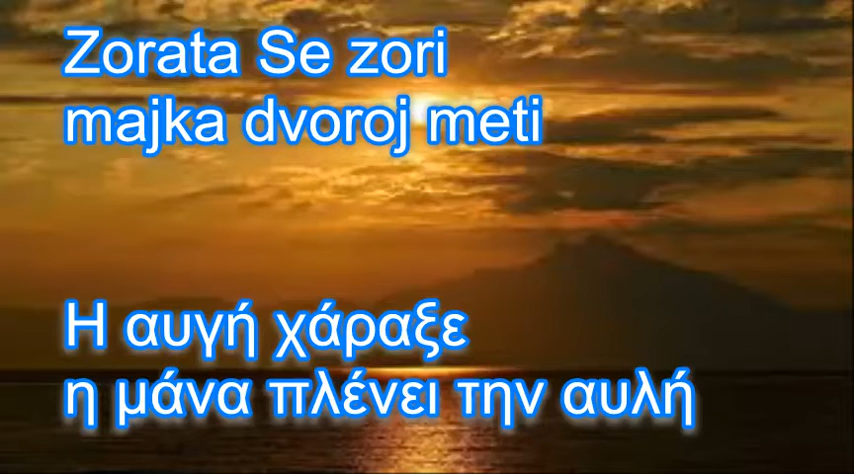 Zorata Se zori
majka dvoroj meti
Η αυγή χάραξε
η μάνα πλένει την αυλή